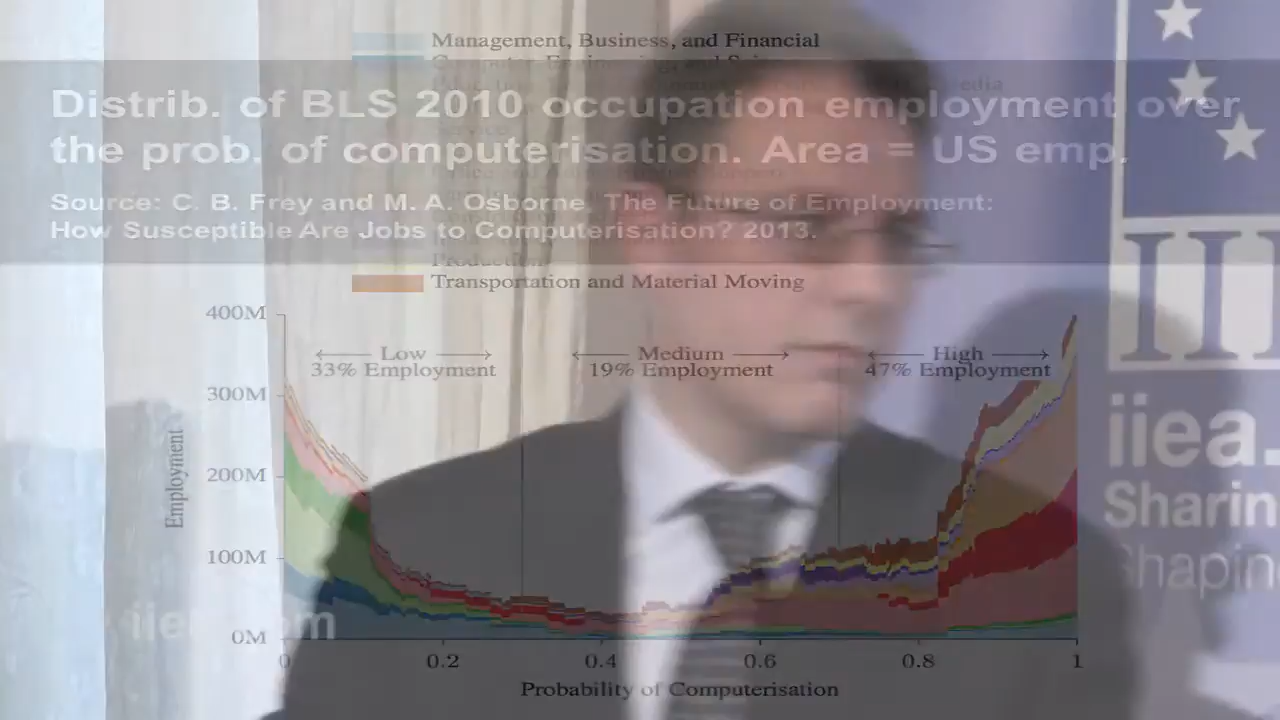 Management, Business, and Financial
Distrib. of BLS 2010 occupation employment over
the prob. of computerisation. Area = US emp.
Source: C. B. Frey and M. A. Osborne, The Future of Employment:
How Susceptible Are Jobs to Computerisation? 2013.
Production
Transportation and Material Moving
400M
300M
200M
100M
0M
Employment
Low
33% Employment
Medium
19% Employment
High
47% Employment
0
0.2
0.4
0.6
0.8
1
Probability of Computerisation
iiea.
Sharin
Shapin